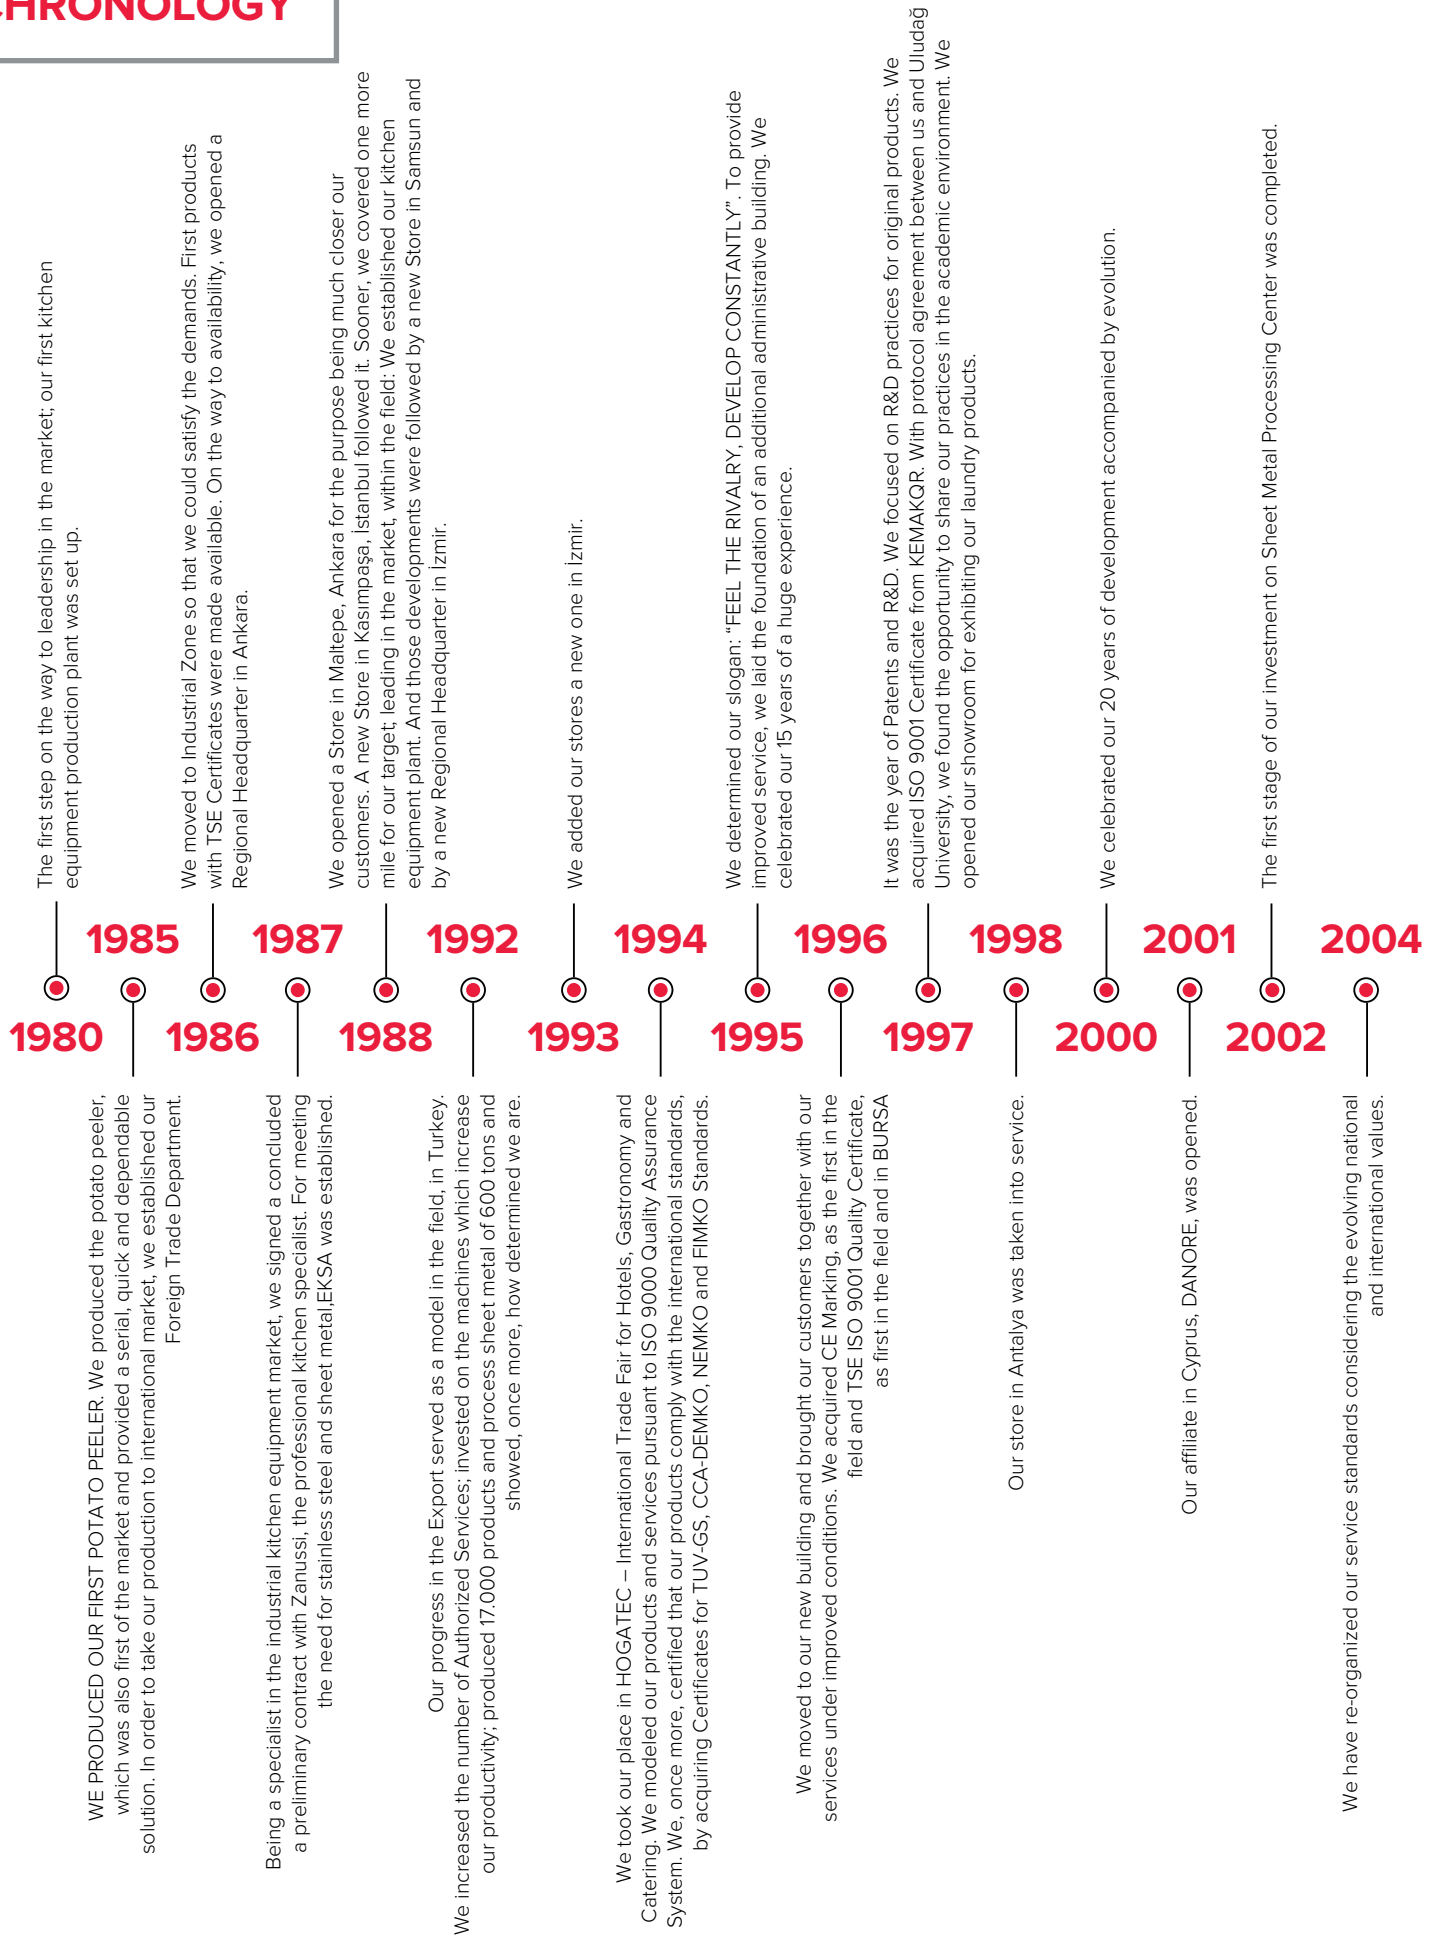 CHRONOLOGY
1980
The first step on the way to leadership in the market; our first kitchen
equipment production plant was set up.
1985
WE PRODUCED OUR FIRST POTATO PEELER. We produced the potato peeler,
which was also first of the market and provided a serial, quick and dependable
solution. In order to take our production to international market, we established our
Foreign Trade Department.
1986
We moved to Industrial Zone so that we could satisfy the demands. First products
with TSE Certificates were made available. On the way to availability, we opened a
Regional Headquarter in Ankara.
1987
Being a specialist in the industrial kitchen equipment market, we signed a concluded
a preliminary contract with Zanussi, the professional kitchen specialist. For meeting
the need for stainless steel and sheet metal,EKSA was established.
1988
We opened a Store in Maltepe, Ankara for the purpose being much closer our
customers. A new Store in Kasımpaşa, İstanbul followed it. Sooner, we covered one more
mile for our target; leading in the market, within the field: We established our kitchen
equipment plant. And those developments were followed by a new Store in Samsun and
by a new Regional Headquarter in İzmir.
1992
Our progress in the Export served as a model in the field, in Turkey.
We increased the number of Authorized Services; invested on the machines which increase
our productivity; produced 17.000 products and process sheet metal of 600 tons and
showed, once more, how determined we are.
1993
We added our stores a new one in İzmir.
1994
We took our place in HOGATEC – International Trade Fair for Hotels, Gastronomy and
Catering. We modeled our products and services pursuant to ISO 9000 Quality Assurance
System. We, once more, certified that our products comply with the international standards,
by acquiring Certificates for TUV-GS, CCA-DEMKO, NEMKO and FIMKO Standards.
1995
We determined our slogan: “FEEL THE RIVALRY, DEVELOP CONSTANTLY”. To provide
improved service, we laid the foundation of an additional administrative building. We
celebrated our 15 years of a huge experience.
1996
We moved to our new building and brought our customers together with our
services under improved conditions. We acquired CE Marking, as the first in the
field and TSE ISO 9001 Quality Certificate,
as first in the field and in BURSA
1997
It was the year of Patents and R&D. We focused on R&D practices for original products. We
acquired ISO 9001 Certificate from KEMAKQR. With protocol agreement between us and Uludağ
University, we found the opportunity to share our practices in the academic environment. We
opened our showroom for exhibiting our laundry products.
1998
Our store in Antalya was taken into service.
2000
We celebrated our 20 years of development accompanied by evolution.
2001
Our affiliate in Cyprus, DANORE, was opened.
2002
The first stage of our investment on Sheet Metal Processing Center was completed.
2004
We have re-organized our service standards considering the evolving national
and international values.